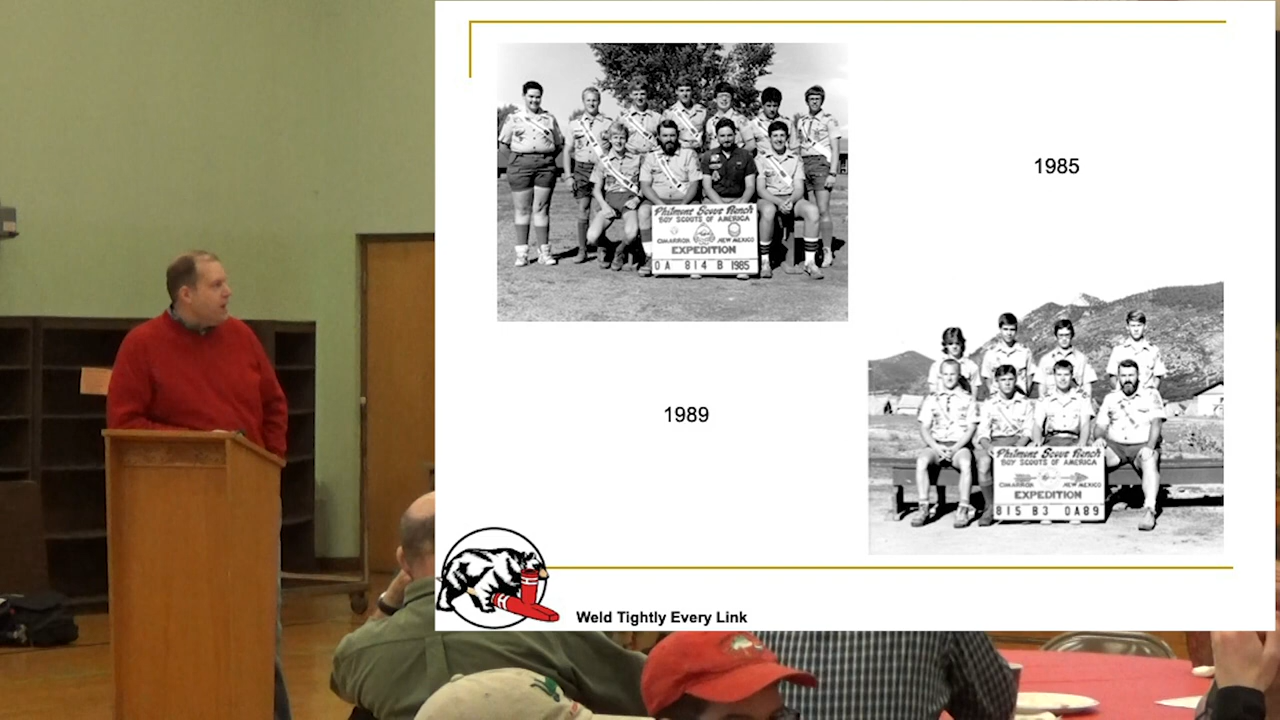 Philmont Scout Ranch
BOY SCOUTS OF AMERICA
CIMARRON NEW MEXICO
EXPEDITION
OA 814 B 1985
1985
1989
Philmont Scout Ranch
BOY SCOUTS OF AMERICA
CIMARRON NEW MEXICO
EXPEDITION
815 B3 OA89
Weld Tightly Every Link